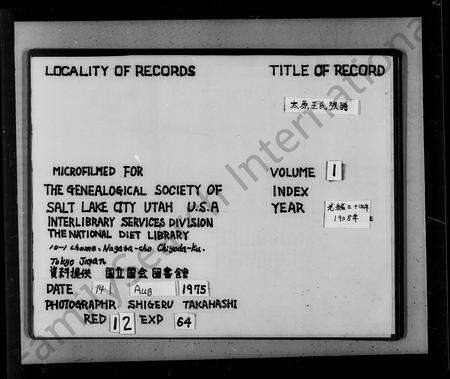 LOCALITY OF RECORDS
TITLE OF RECORD
太原王氏族譜
MICROFILMED FOR
THE GENEALOGICAL SOCIETY OF
SALT LAKE CITY UTAH U.S.A
INTERLIBRARY SERVICES DIVISION
THE NATIONAL DIET LIBRARY
10-1 chome. Nagata-cho Chiyoda-ku.
Tokyo Japan
資料提供 国立国会図書館
DATE 14 Aug 1975
PHOTOGRAPHR SHIGERU TAKAHASHI
RED 12 EXP 64
VOLUME 1
INDEX
YEAR
光緒三十四年
1908年
FamilySearch International